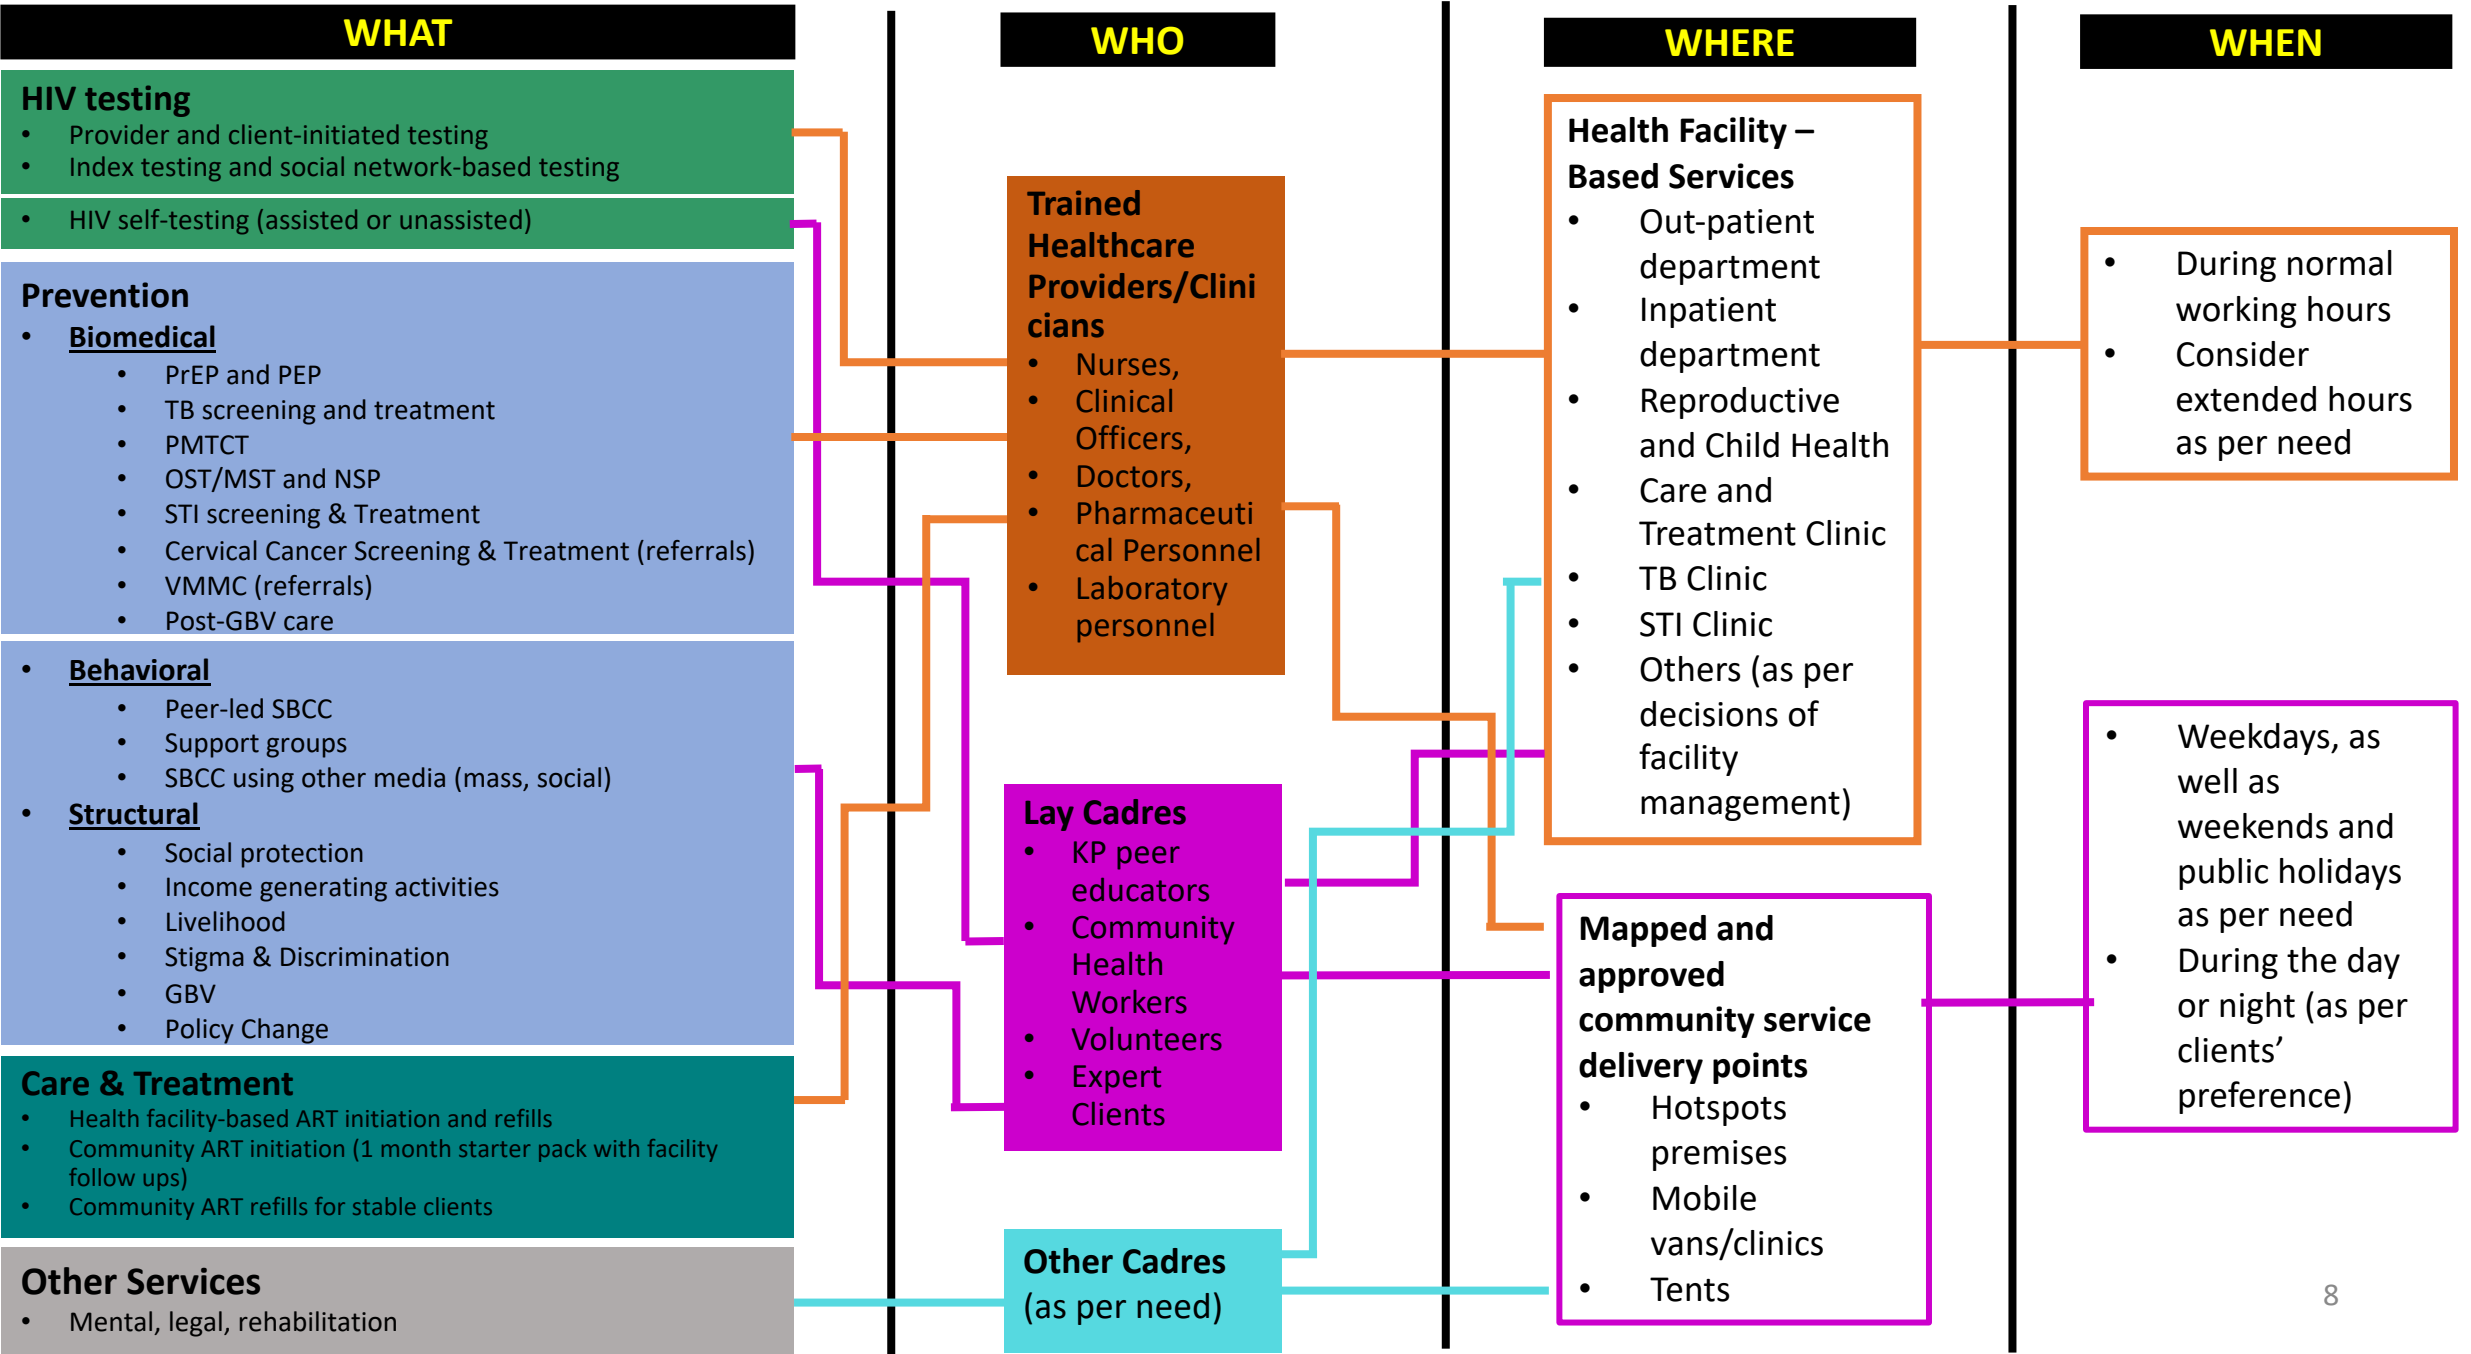 WHAT
HIV testing
• Provider and client-initiated testing
• Index testing and social network-based testing
• HIV self-testing (assisted or unassisted)
Prevention
• Biomedical
• PrEP and PEP
• TB screening and treatment
• PMTCT
• OST/MST and NSP
• STI screening & Treatment
• Cervical Cancer Screening & Treatment (referrals)
• VMMC (referrals)
• Post-GBV care
• Behavioral
• Peer-led SBCC
• Support groups
• SBCC using other media (mass, social)
• Structural
• Social protection
• Income generating activities
• Livelihood
• Stigma & Discrimination
• GBV
• Policy Change
Care & Treatment
• Health facility-based ART initiation and refills
• Community ART initiation (1 month starter pack with facility
follow ups)
• Community ART refills for stable clients
Other Services
• Mental, legal, rehabilitation
WHO
Trained
Healthcare
Providers/Clini
cians
• Nurses,
• Clinical
Officers,
• Doctors,
• Pharmaceuti
cal Personnel
• Laboratory
personnel
Lay Cadres
• KP peer
educators
• Community
Health
Workers
• Volunteers
• Expert
Clients
Other Cadres
(as per need)
WHERE
Health Facility –
Based Services
• Out-patient
department
• Inpatient
department
• Reproductive
and Child Health
• Care and
Treatment Clinic
• TB Clinic
• STI Clinic
• Others (as per
decisions of
facility
management)
Mapped and
approved
community service
delivery points
• Hotspots
premises
• Mobile
vans/clinics
• Tents
WHEN
• During normal
working hours
• Consider
extended hours
as per need
• Weekdays, as
well as
weekends and
public holidays
as per need
• During the day
or night (as per
clients’
preference)
8